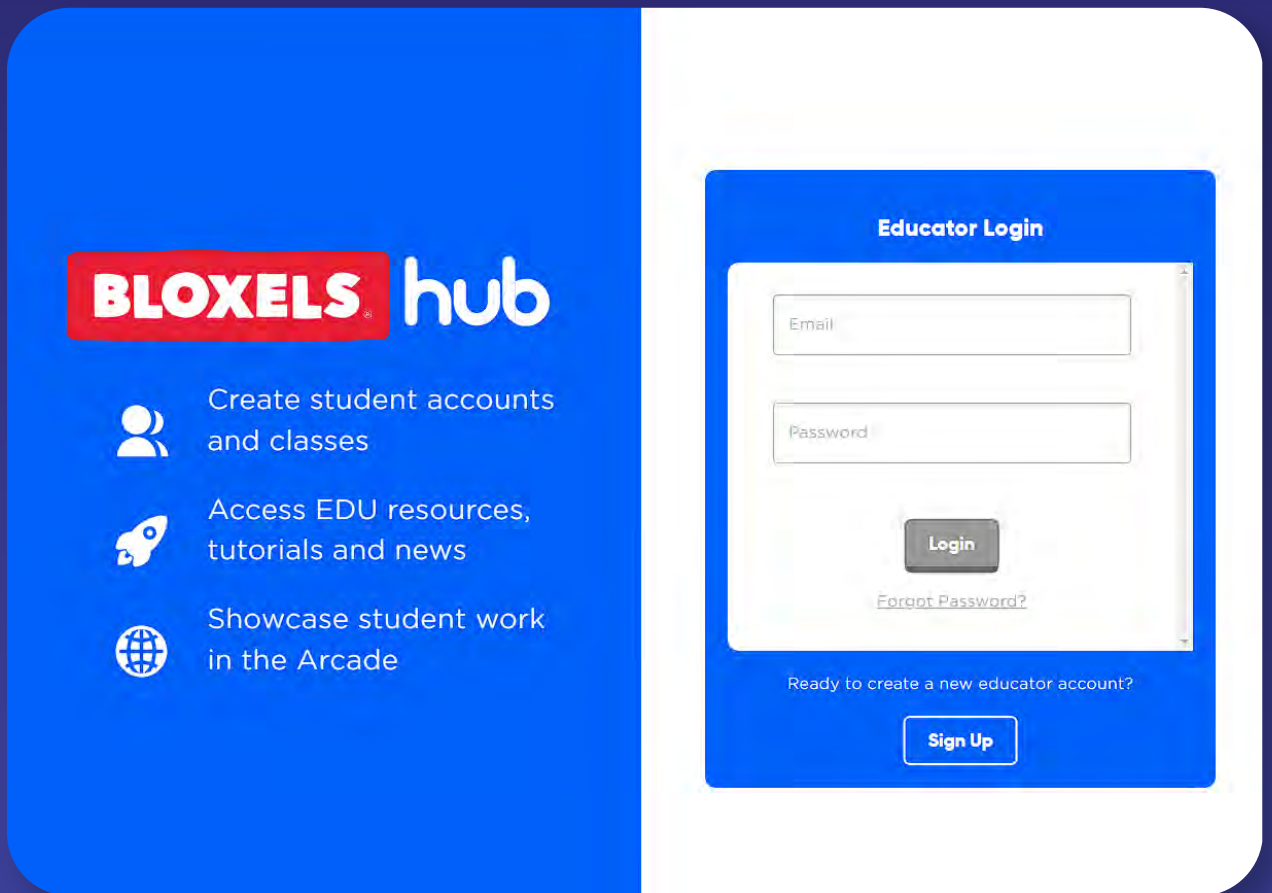 BLOXELS® hub
Create student accounts
and classes
Access EDU resources,
tutorials and news
Showcase student work
in the Arcade
Educator Login
Email
Password
Login
Forgot Password?
Ready to create a new educator account?
Sign Up